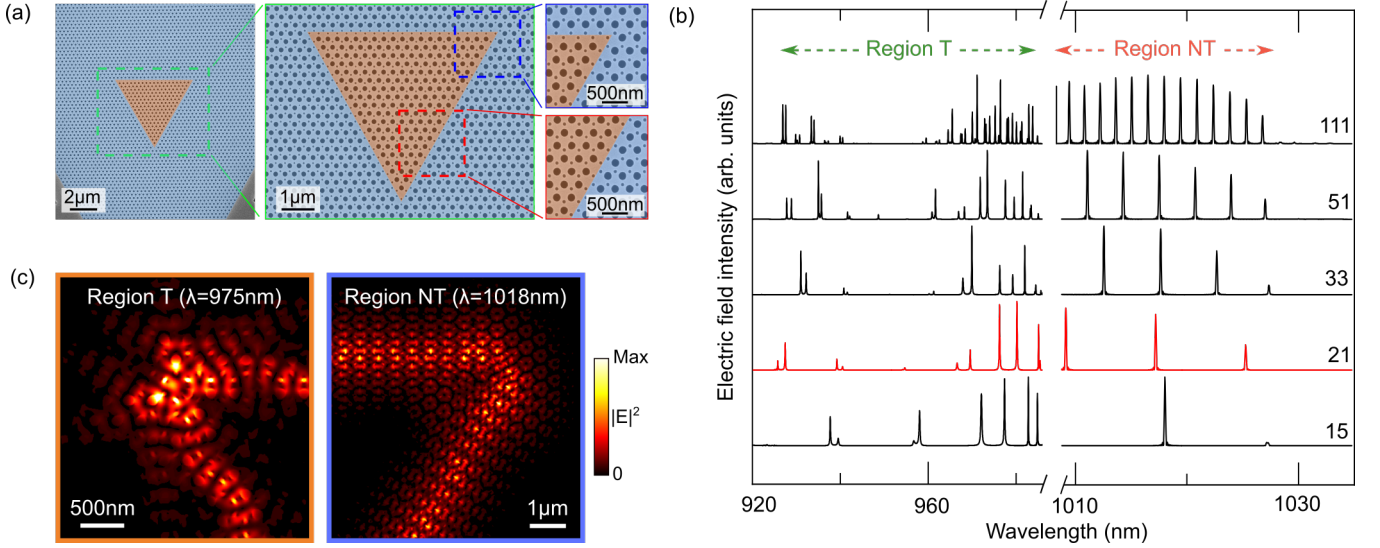 (a)
2μm
1μm
500nm
500nm
(b)
Electric field intensity (arb. units)
Region T
Region NT
111
51
33
21
15
920
960
1010
1030
Wavelength (nm)
(c)
Region T (λ=975nm)
500nm
Region NT (λ=1018nm)
1μm
Max
|E|²
0